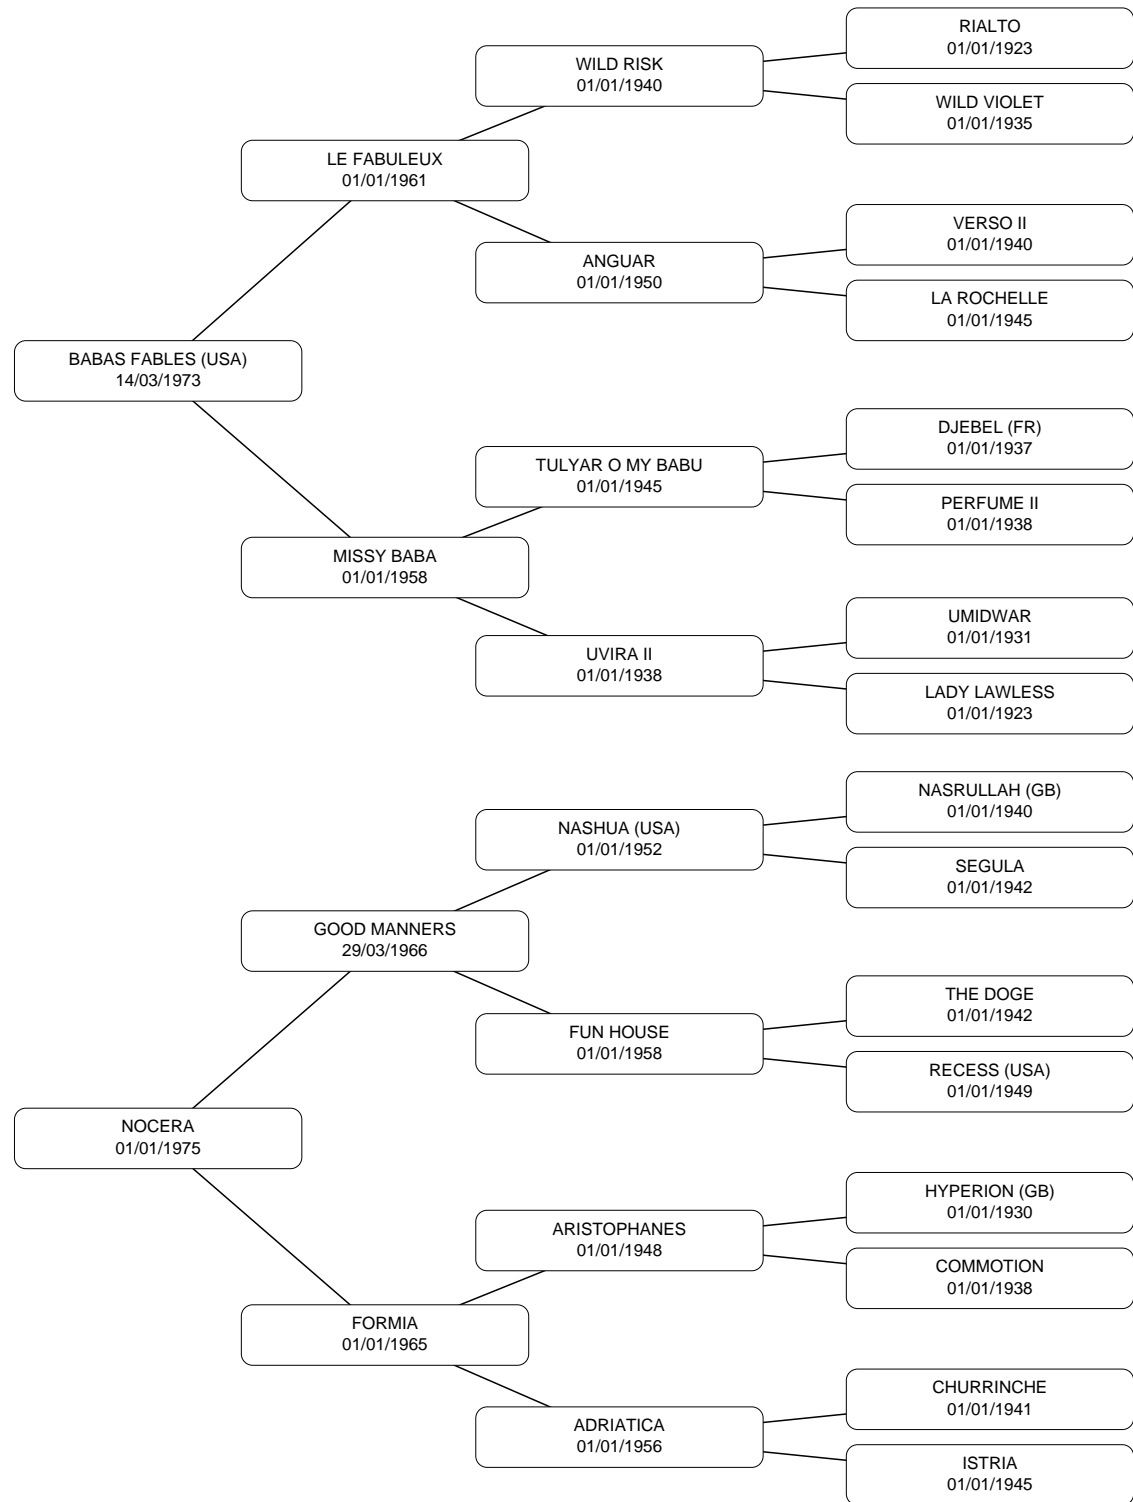 RIALTO
01/01/1923
WILD RISK
01/01/1940
WILD VIOLET
01/01/1935
LE FABULEUX
01/01/1961
VERSO II
01/01/1940
ANGUAR
01/01/1950
LA ROCHELLE
01/01/1945
BABAS FABLES (USA)
14/03/1973
DJEBEL (FR)
01/01/1937
TULYAR O MY BABU
01/01/1945
PERFUME II
01/01/1938
MISSY BABA
01/01/1958
UMIDWAR
01/01/1931
UVIRA II
01/01/1938
LADY LAWLESS
01/01/1923
NASRULLAH (GB)
01/01/1940
NASHUA (USA)
01/01/1952
SEGULA
01/01/1942
GOOD MANNERS
29/03/1966
THE DOGE
01/01/1942
FUN HOUSE
01/01/1958
RECESS (USA)
01/01/1949
NOCERA
01/01/1975
HYPERION (GB)
01/01/1930
ARISTOPHANES
01/01/1948
COMMOTION
01/01/1938
FORMIA
01/01/1965
CHURRINCHE
01/01/1941
ADRIATICA
01/01/1956
ISTRIA
01/01/1945